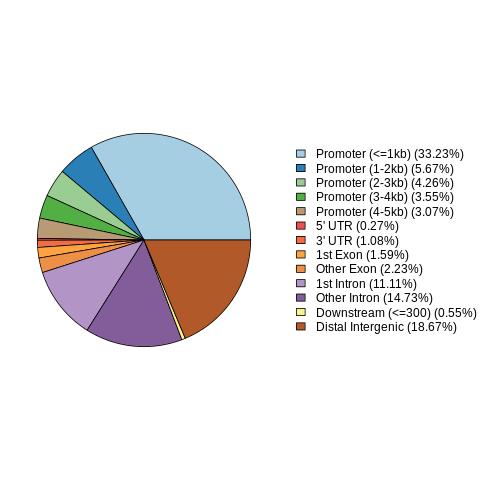 Promoter (<=1kb) (33.23%)
Promoter (1-2kb) (5.67%)
Promoter (2-3kb) (4.26%)
Promoter (3-4kb) (3.55%)
Promoter (4-5kb) (3.07%)
5' UTR (0.27%)
3' UTR (1.08%)
1st Exon (1.59%)
Other Exon (2.23%)
1st Intron (11.11%)
Other Intron (14.73%)
Downstream (<=300) (0.55%)
Distal Intergenic (18.67%)